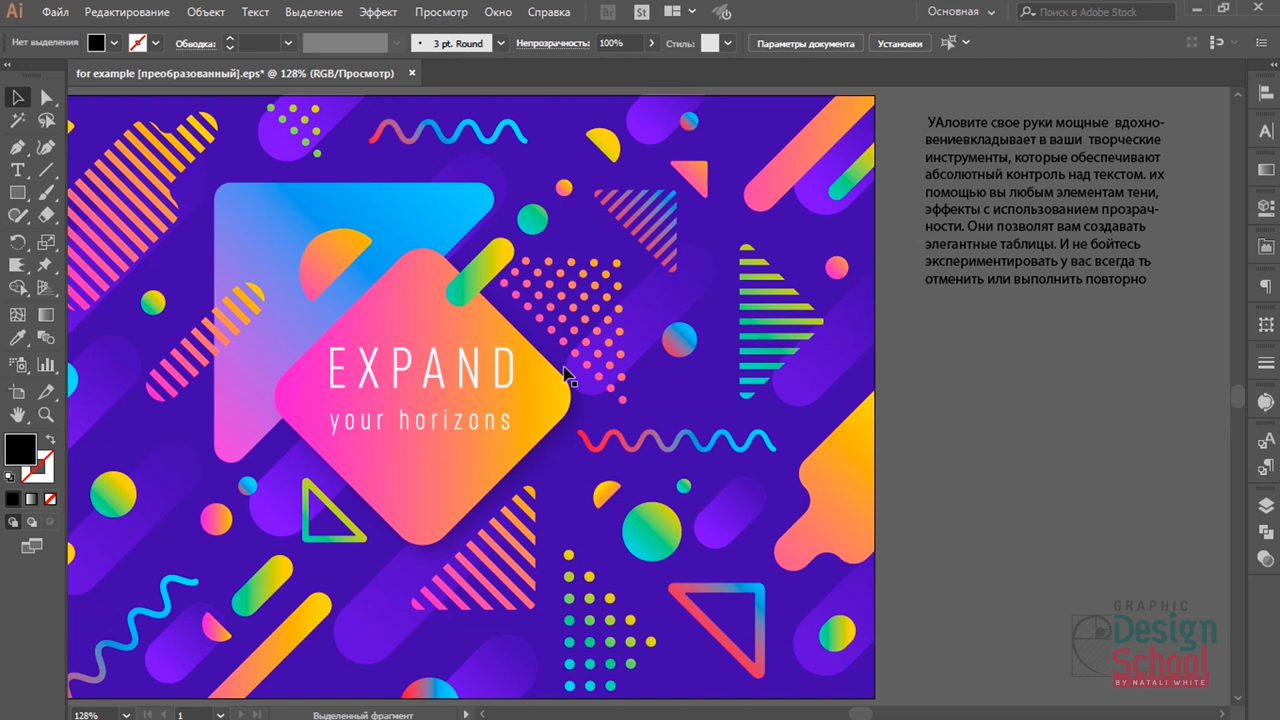 Ai Файл Редактирование Объект Текст Выделение Эффект Просмотр Окно Справка Br St Основная Поиск в Adobe Stock
Нет выделения Обводка: 3 pt. Round Непрозрачность: 100% Стиль: Параметры документа Установки
for example [преобразованный].eps* @ 128% (RGB/Просмотр)
EXPAND
your horizons
УАловите свое руки мощные вдохно-
вениевкладывает в ваши творческие
инструменты, которые обеспечивают
абсолютный контроль над текстом. их
помощью вы любым элементам тени,
эффекты с использованием прозрач-
ности. Они позволят вам создавать
элегантные таблицы. И не бойтесь
экспериментировать у вас всегда ть
отменить или выполнить повторно
GRAPHIC
Design
School
BY NATALI WHITE
128% 1 Выделенный фрагмент